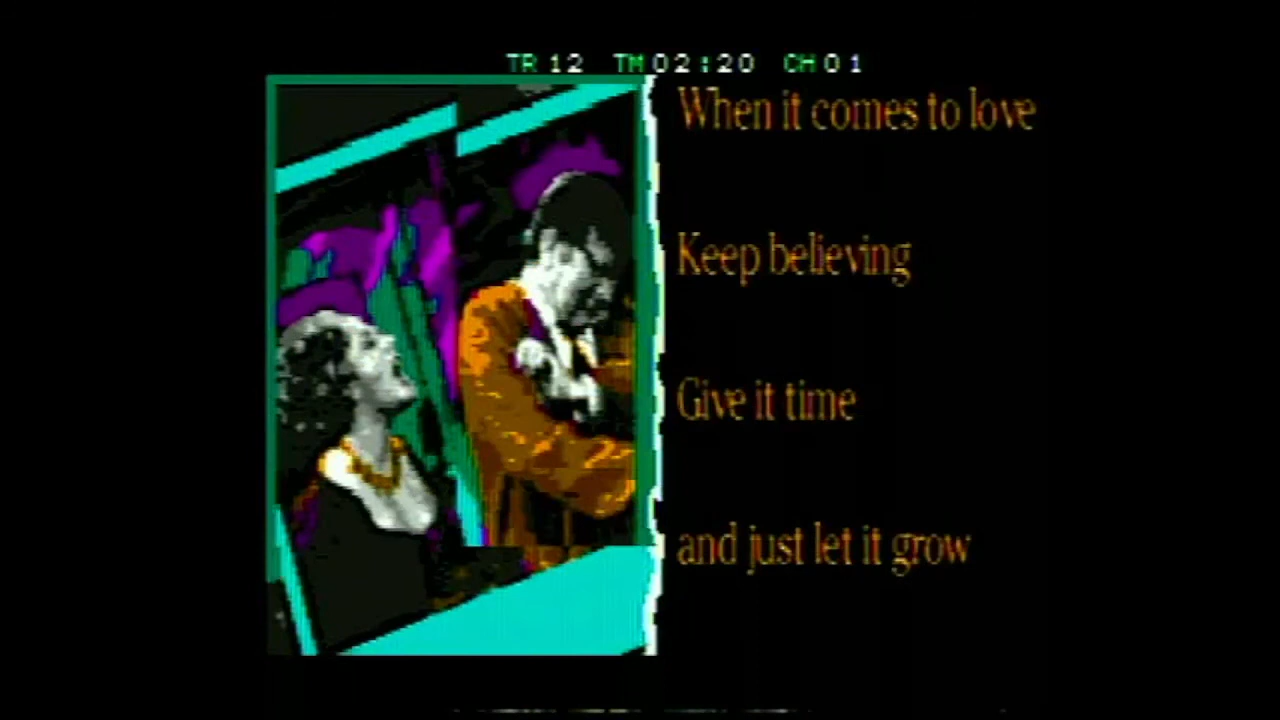 TR 12 TM 02:20 CH 01
When it comes to love
Keep believing
Give it time
and just let it grow